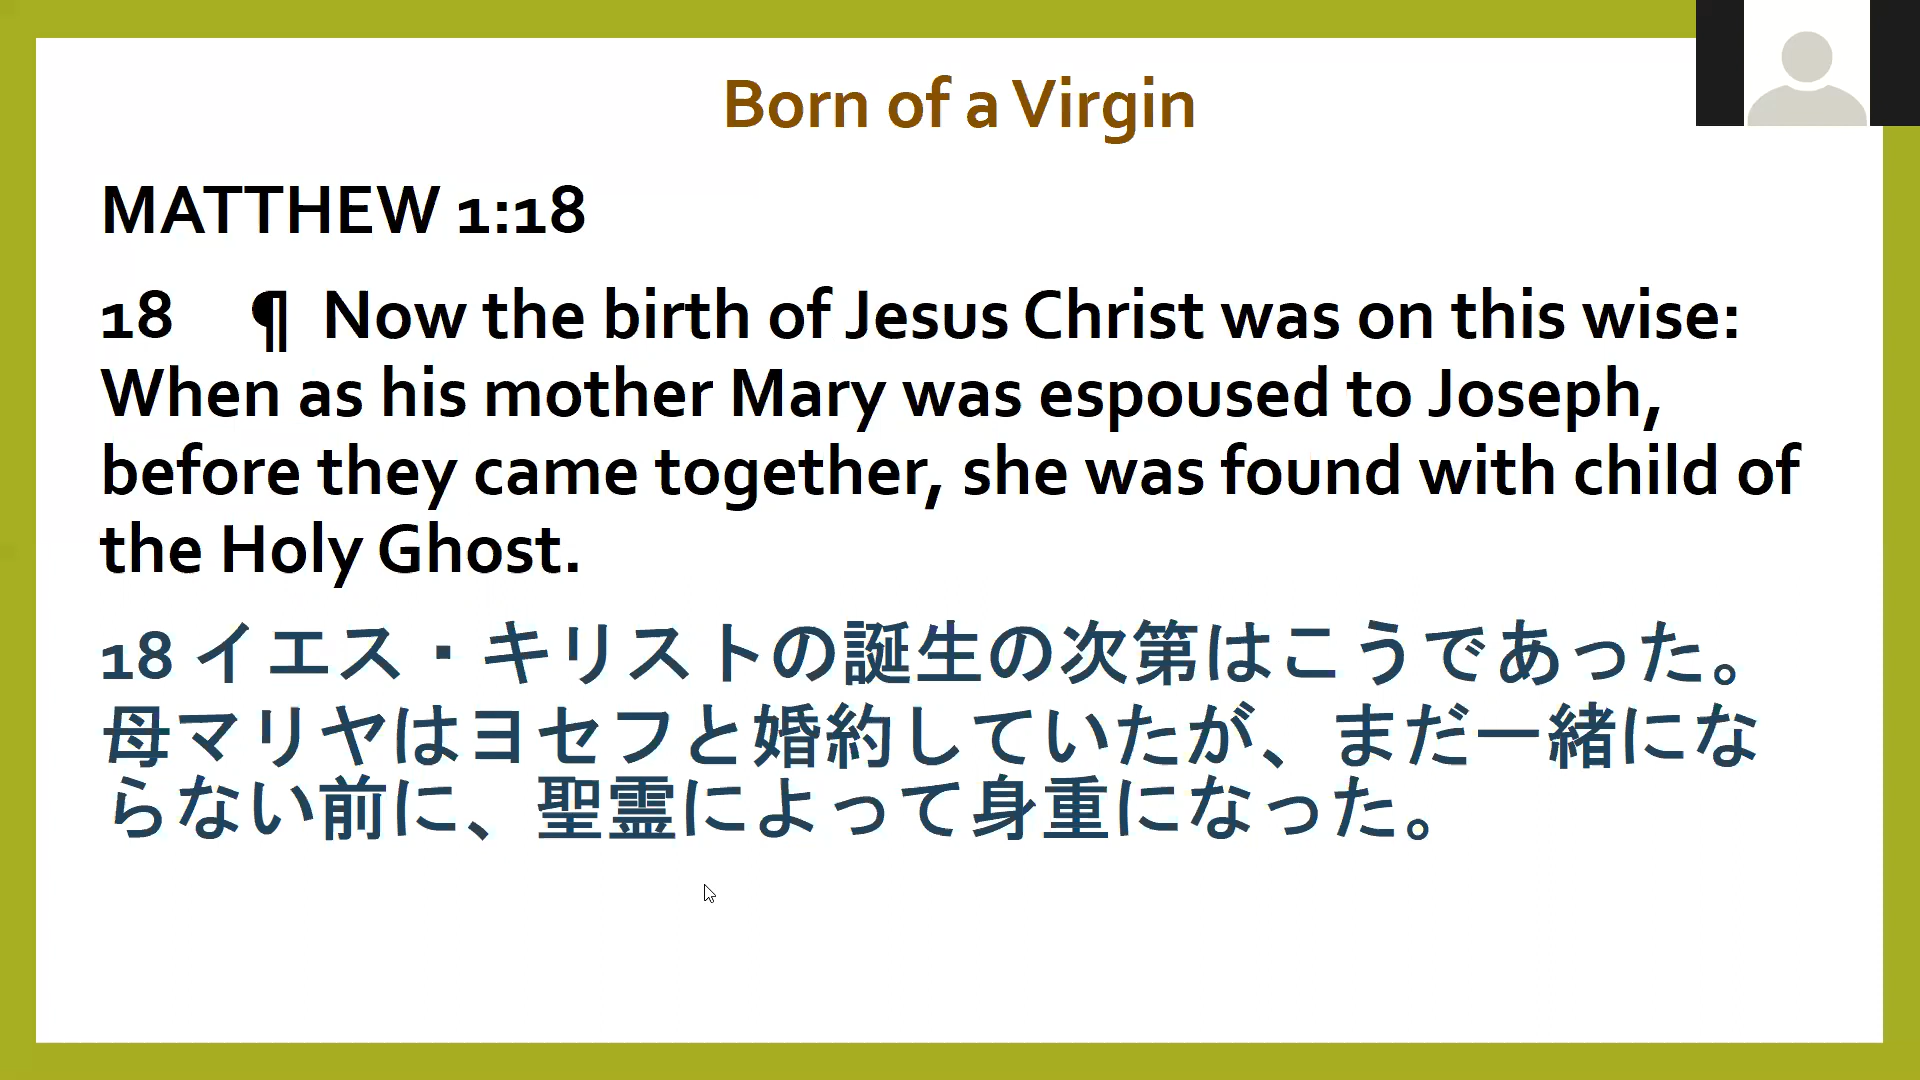 Born of a Virgin
MATTHEW 1:18
18 ¶ Now the birth of Jesus Christ was on this wise:
When as his mother Mary was espoused to Joseph,
before they came together, she was found with child of
the Holy Ghost.
18 イエス・キリストの誕生の次第はこうであった。
母マリヤはヨセフと婚約していたが、まだ一緒にな
らない前に、聖霊によって身重になった。